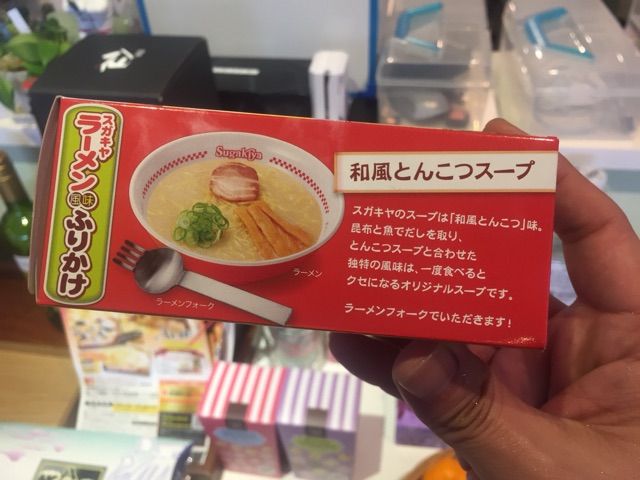 スガキヤ
ラーメン風味ふりかけ
Sugakiya
和風とんこつスープ
スガキヤのスープは「和風とんこつ」味。
昆布と魚でだしを取り、
とんこつスープと合わせた
独特の風味は、一度食べると
クセになるオリジナルスープです。
ラーメンフォークでいただきます！
ラーメン
ラーメンフォーク